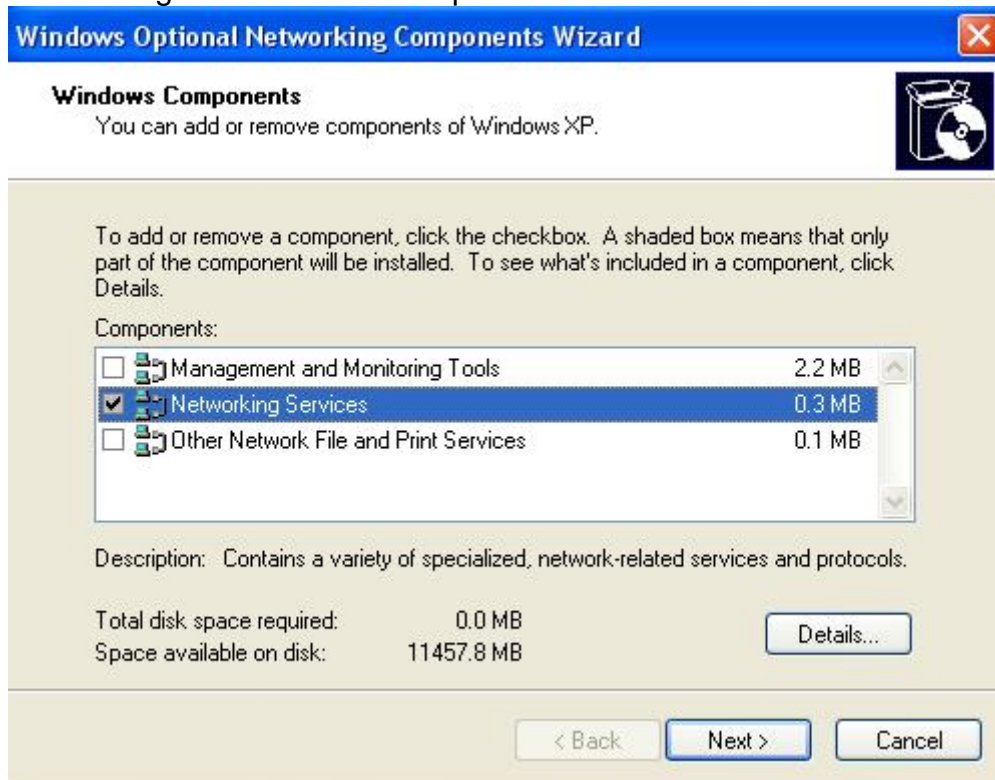 Windows Optional Networking Components Wizard
Windows Components
You can add or remove components of Windows XP.
To add or remove a component, click the checkbox. A shaded box means that only
part of the component will be installed. To see what's included in a component, click
Details.
Components:
Management and Monitoring Tools 2.2 MB
Networking Services 0.3 MB
Other Network File and Print Services 0.1 MB
Description: Contains a variety of specialized, network-related services and protocols.
Total disk space required: 0.0 MB
Details...
Space available on disk: 11457.8 MB
< Back Next > Cancel